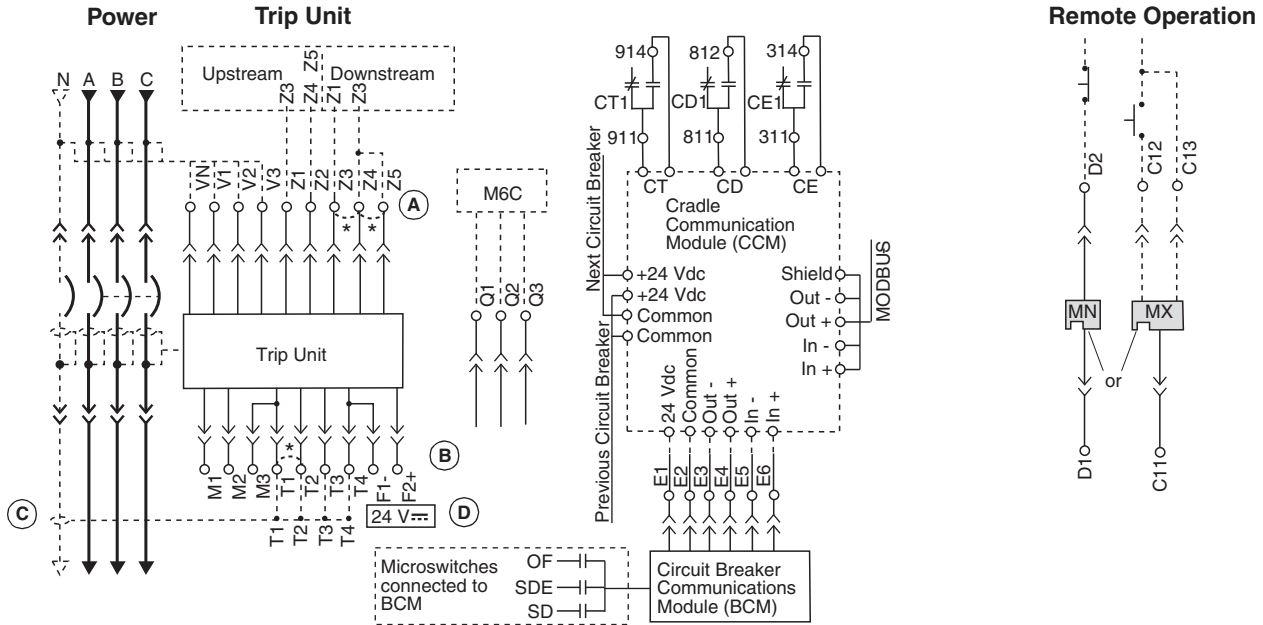 Power
Trip Unit
Remote Operation
N A B C
Upstream
Downstream
Z3
Z4
Z5
Z1
Z3
VN
V1
V2
V3
Z1
Z2
Z3
Z4
Z5
A
* *
Trip Unit
*
M1
M2
M3
T1
T2
T3
T4
F1-
F2+
B
C
T1
T2
T3
T4
24 V
D
M6C
Q1
Q2
Q3
914
812
314
CT1
CD1
CE1
911
811
311
CT
CD
CE
Cradle
Communication
Module (CCM)
Next Circuit Breaker
Previous Circuit Breaker
+24 Vdc
+24 Vdc
Common
Common
Shield
Out -
Out +
In -
In +
MODBUS
24 Vdc
Common
Out -
Out +
In -
In +
E1
E2
E3
E4
E5
E6
Microswitches
connected to
BCM
OF
SDE
SD
Circuit Breaker
Communications
Module (BCM)
D2
C12
C13
MN
MX
or
D1
C11